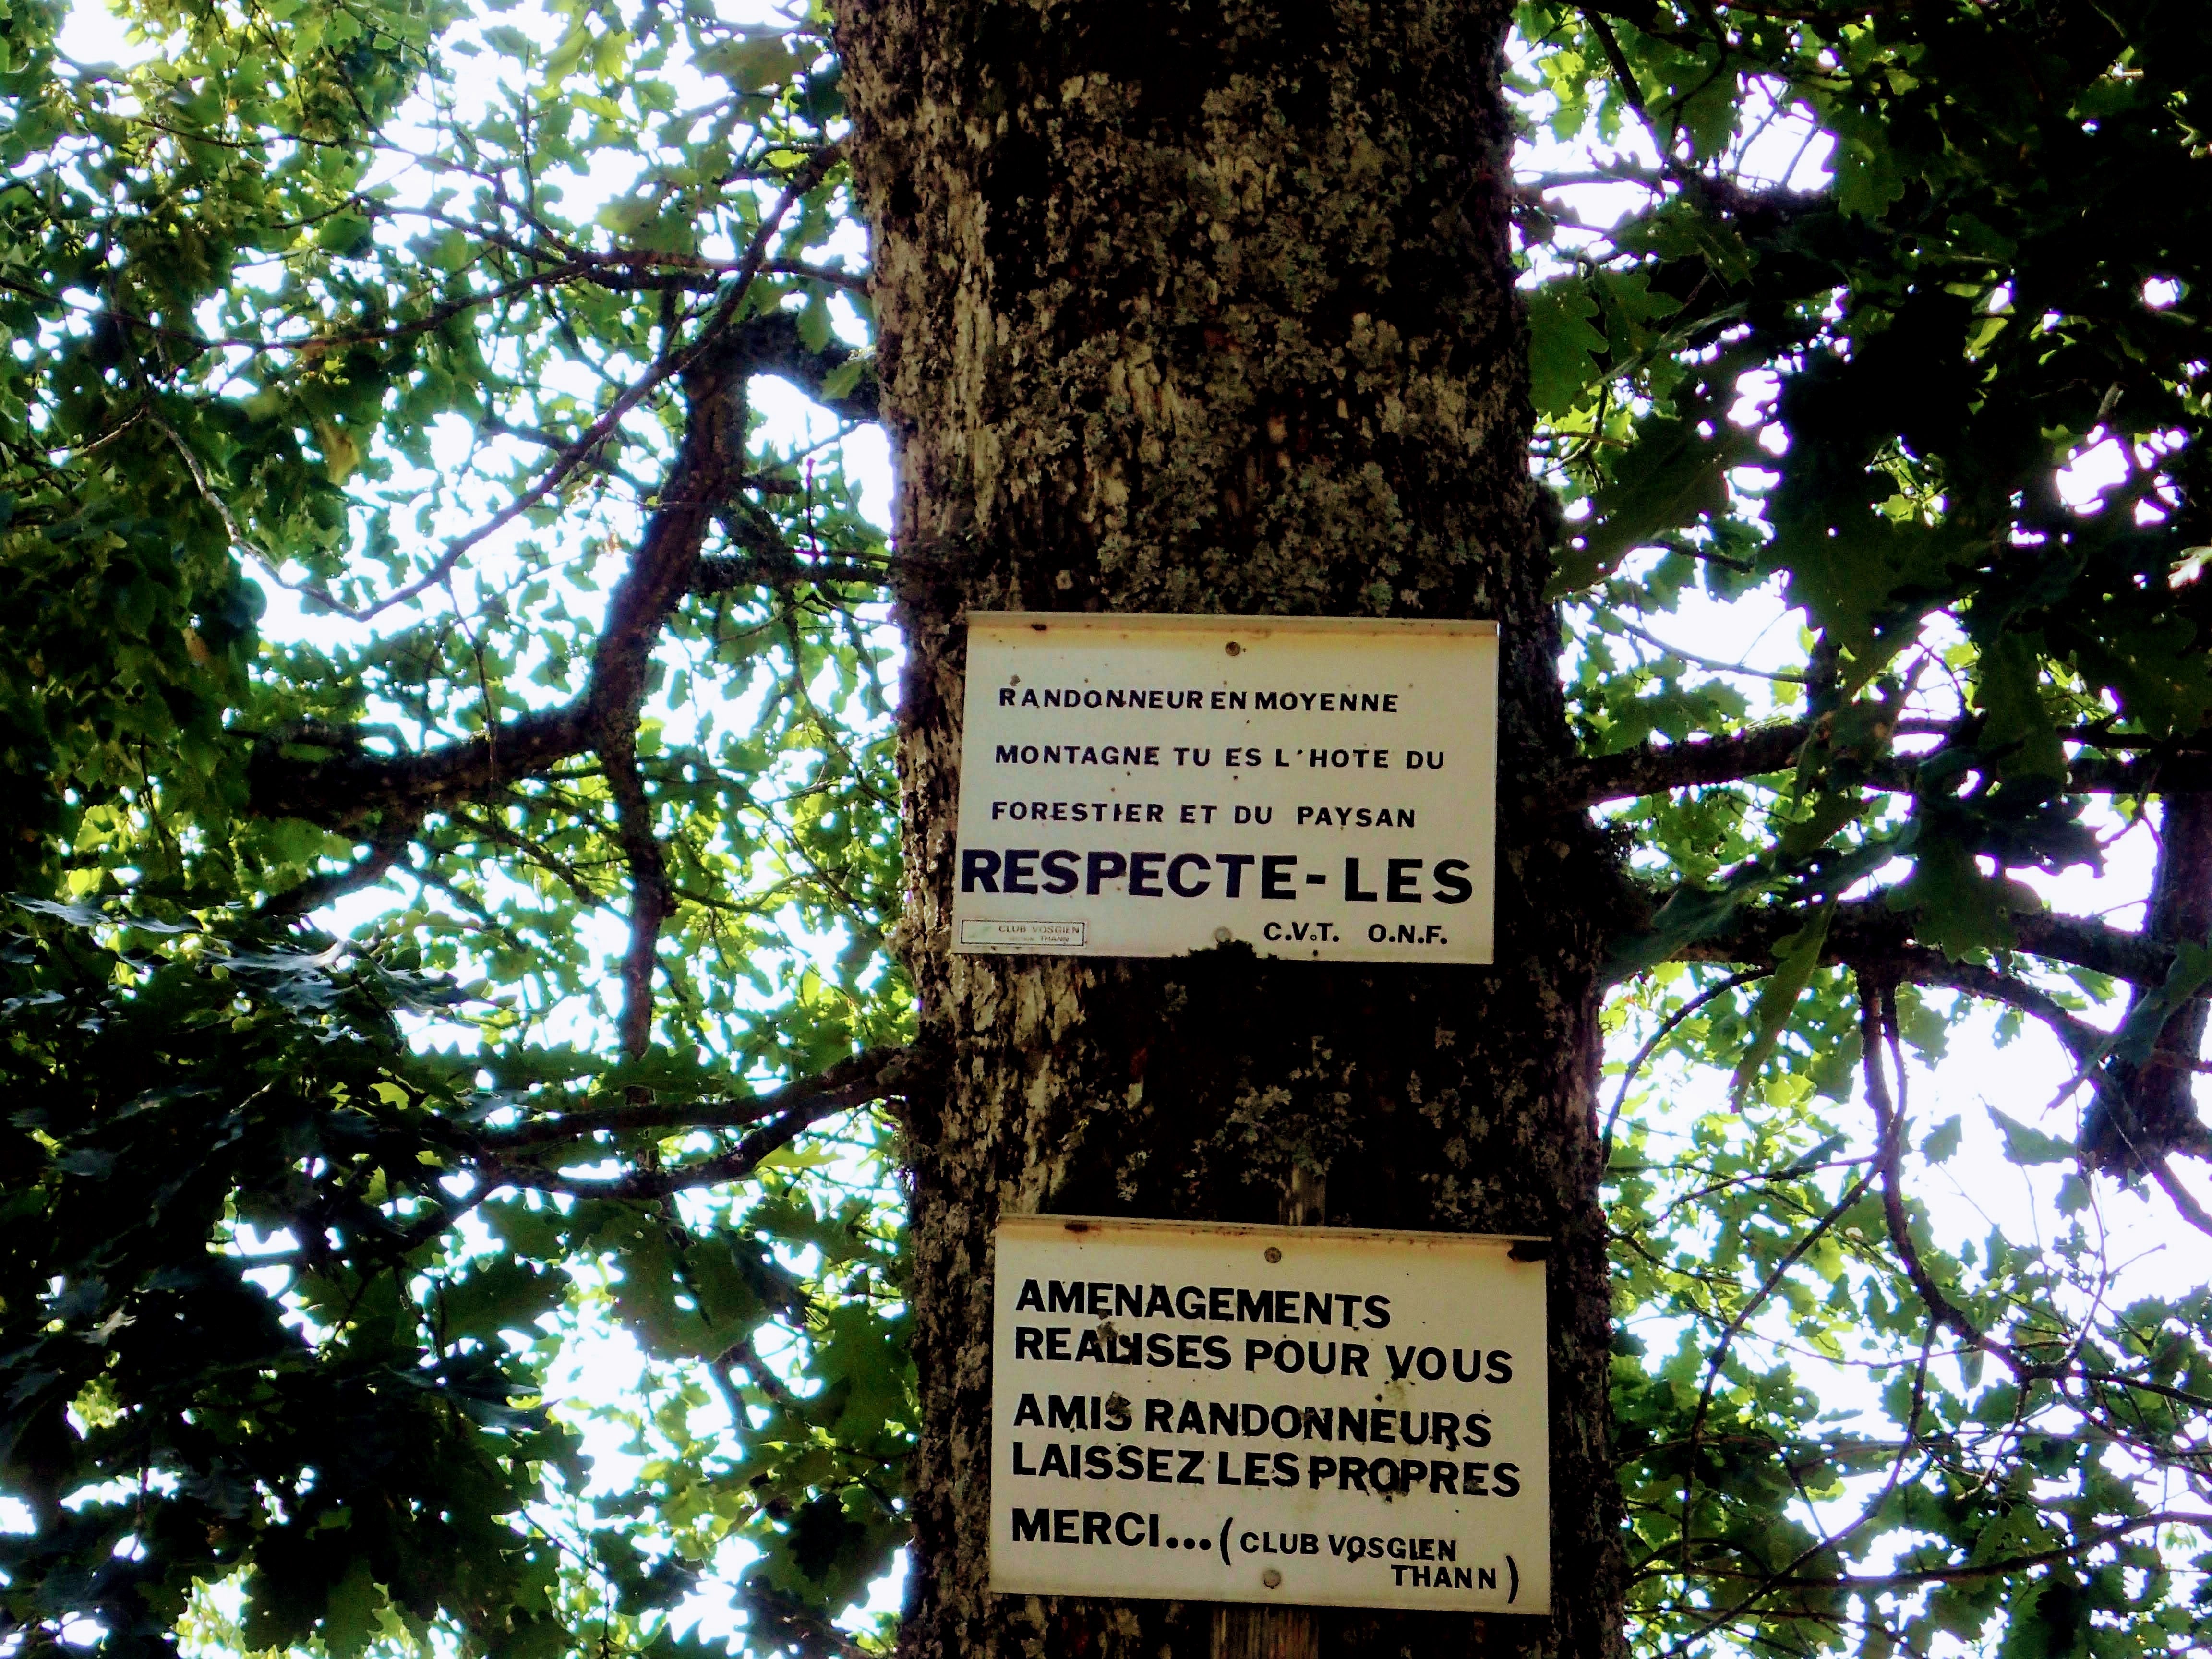 RANDONNEUR EN MOYENNE
MONTAGNE TU ES L'HOTE DU
FORESTIER ET DU PAYSAN
RESPECTE-LES
C.V.T. O.N.F.
CLUB VOSGIEN
THANN
AMENAGEMENTS
REALISES POUR VOUS
AMIS RANDONNEURS
LAISSEZ LES PROPRES
MERCI...(CLUB VOSGIEN
THANN)